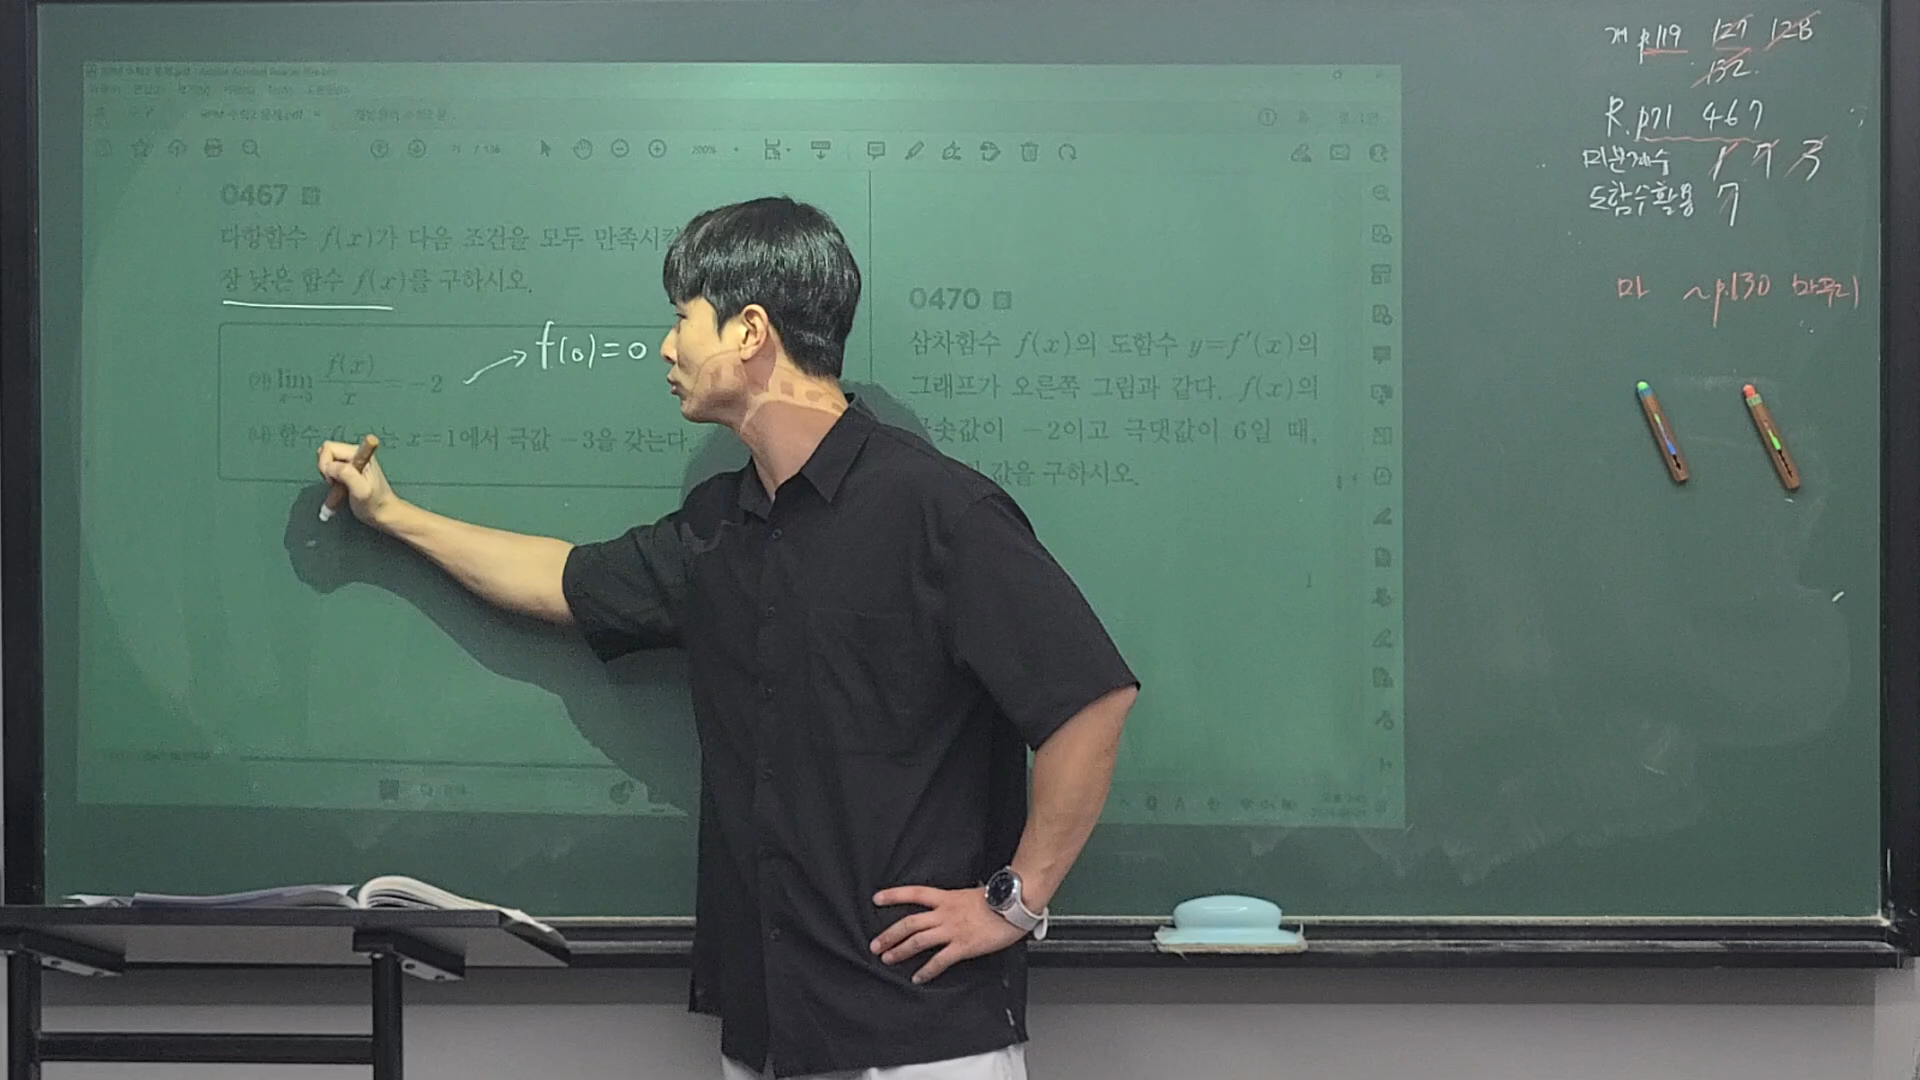 0467
다항함수 f(x)가 다음 조건을 모두 만족시킬
장 낮은 함수 f(x)를 구하시오.
(가) lim x→0 f(x)/x = -2
→ f(0)=0
(나) 함수 f(x)는 x=1에서 극값 -3을 갖는다.
0470
삼차함수 f(x)의 도함수 y=f'(x)의
그래프가 오른쪽 그림과 같다. f(x)의
솟값이 -2이고 극댓값이 6일 때,
값을 구하시오.
개 p.119 127 128
132.
R. p71 467
미분계수 1 7 3
도함수활용 7
마 ~p.130 마무리
200%